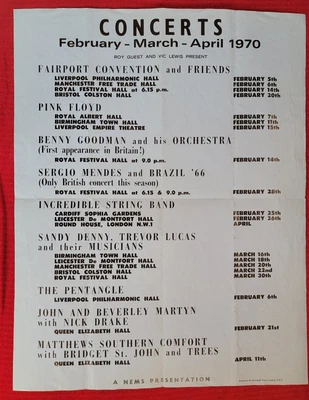 CONCERTS
February - March - April 1970
ROY GUEST AND VIC LEWIS PRESENT
FAIRPORT CONVENTION and FRIENDS
LIVERPOOL PHILHARMONIC HALL FEBRUARY 5th
MANCHESTER FREE TRADE HALL FEBRUARY 6th
ROYAL FESTIVAL HALL at 6.15 p.m. FEBRUARY 14th
BRISTOL COLSTON HALL FEBRUARY 20th
PINK FLOYD
ROYAL ALBERT HALL FEBRUARY 7th
BIRMINGHAM TOWN HALL FEBRUARY 11th
LIVERPOOL EMPIRE THEATRE FEBRUARY 15th
BENNY GOODMAN and his ORCHESTRA
(First appearance in Britain!)
ROYAL FESTIVAL HALL at 9.0 p.m. FEBRUARY 14th
SERGIO MENDES and BRAZIL '66
(Only British concert this season)
ROYAL FESTIVAL HALL 6.15 & 9.0 p.m. FEBRUARY 28th
INCREDIBLE STRING BAND
CARDIFF SOPHIA GARDENS FEBRUARY 25th
LEICESTER De MONTFORT HALL FEBRUARY 26th
ROUND HOUSE, LONDON N.W.1 APRIL
SANDY DENNY, TREVOR LUCAS
and their MUSICIANS
BIRMINGHAM TOWN HALL MARCH 16th
LEICESTER De MONTFORT HALL MARCH 18th
MANCHESTER FREE TRADE HALL MARCH 20th
BRISTOL COLSTON HALL MARCH 22nd
ROYAL FESTIVAL HALL MARCH 30th
THE PENTANGLE
LIVERPOOL PHILHARMONIC HALL FEBRUARY 6th
JOHN AND BEVERLEY MARTYN
with NICK DRAKE
QUEEN ELIZABETH HALL FEBRUARY 21st
MATTHEWS SOUTHERN COMFORT
with BRIDGET St. JOHN and TREES
QUEEN ELIZABETH HALL APRIL 11th
A NEMS PRESENTATION